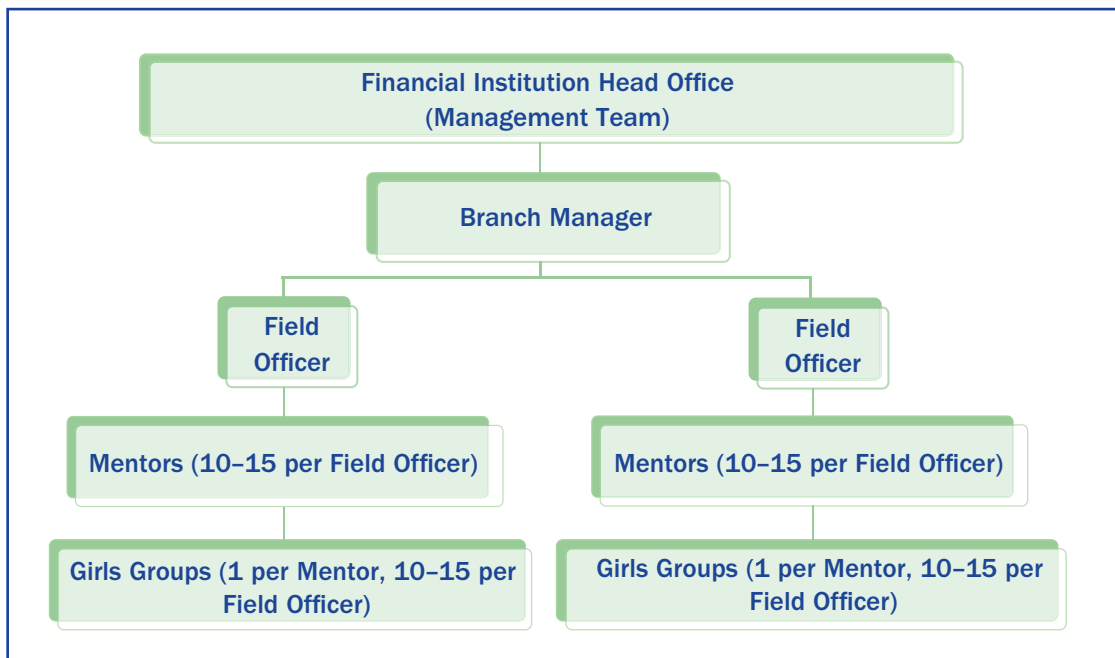 Financial Institution Head Office
(Management Team)
Branch Manager
Field
Officer
Field
Officer
Mentors (10–15 per Field Officer)
Mentors (10–15 per Field Officer)
Girls Groups (1 per Mentor, 10–15 per
Field Officer)
Girls Groups (1 per Mentor, 10–15 per
Field Officer)